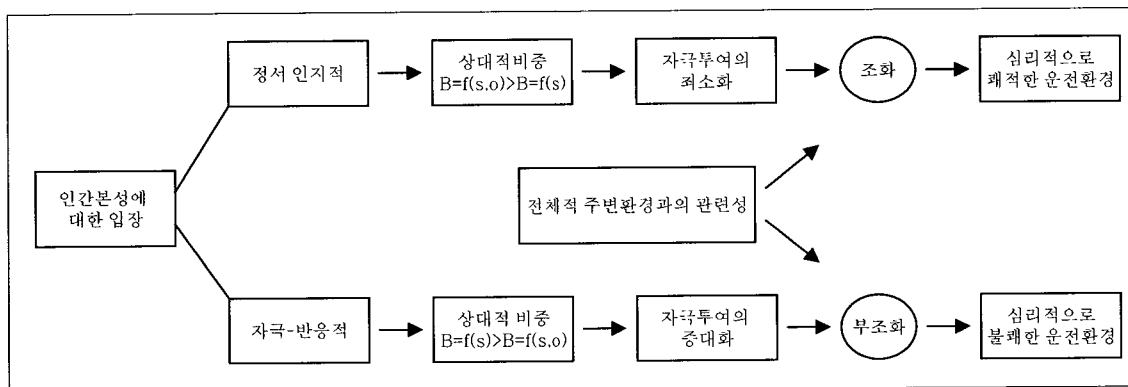 정서 인지적
상대적비중
B=f(s,o)>B=f(s)
자극투여의
최소화
조화
심리적으로
쾌적한 운전환경
인간본성에
대한 입장
전체적 주변환경과의 관련성
자극-반응적
상대적 비중
B=f(s)>B=f(s,o)
자극투여의
증대화
부조화
심리적으로
불쾌한 운전환경